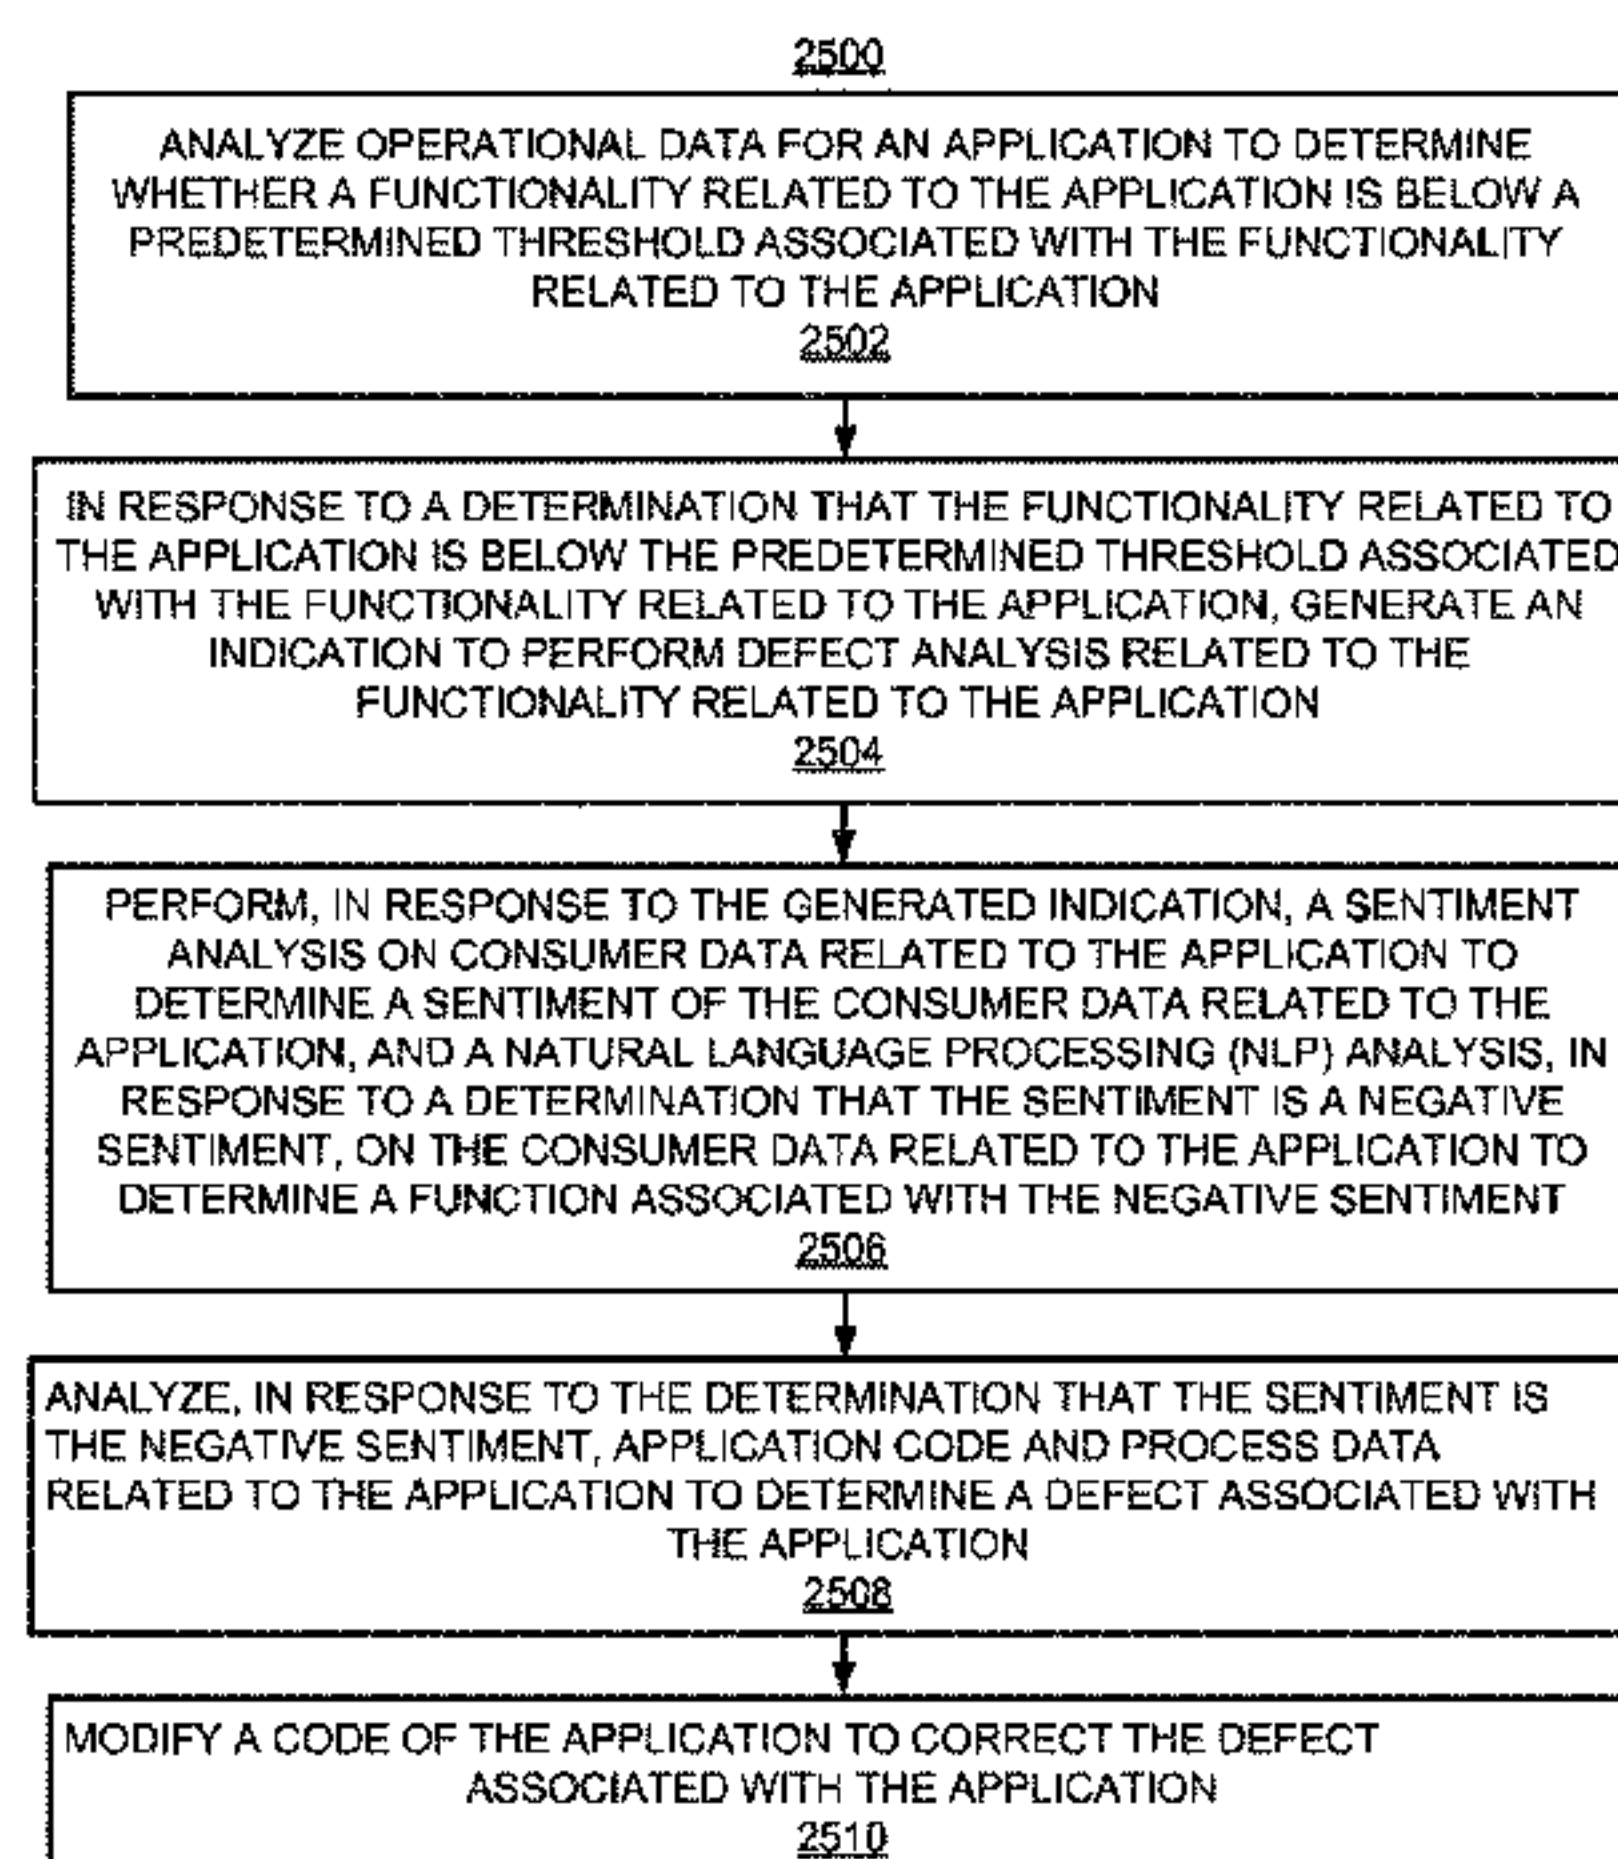 2500
ANALYZE OPERATIONAL DATA FOR AN APPLICATION TO DETERMINE
WHETHER A FUNCTIONALITY RELATED TO THE APPLICATION IS BELOW A
PREDETERMINED THRESHOLD ASSOCIATED WITH THE FUNCTIONALITY
RELATED TO THE APPLICATION
2502
IN RESPONSE TO A DETERMINATION THAT THE FUNCTIONALITY RELATED TO
THE APPLICATION IS BELOW THE PREDETERMINED THRESHOLD ASSOCIATED
WITH THE FUNCTIONALITY RELATED TO THE APPLICATION, GENERATE AN
INDICATION TO PERFORM DEFECT ANALYSIS RELATED TO THE
FUNCTIONALITY RELATED TO THE APPLICATION
2504
PERFORM, IN RESPONSE TO THE GENERATED INDICATION, A SENTIMENT
ANALYSIS ON CONSUMER DATA RELATED TO THE APPLICATION TO
DETERMINE A SENTIMENT OF THE CONSUMER DATA RELATED TO THE
APPLICATION, AND A NATURAL LANGUAGE PROCESSING (NLP) ANALYSIS, IN
RESPONSE TO A DETERMINATION THAT THE SENTIMENT IS A NEGATIVE
SENTIMENT, ON THE CONSUMER DATA RELATED TO THE APPLICATION TO
DETERMINE A FUNCTION ASSOCIATED WITH THE NEGATIVE SENTIMENT
2506
ANALYZE, IN RESPONSE TO THE DETERMINATION THAT THE SENTIMENT IS
THE NEGATIVE SENTIMENT, APPLICATION CODE AND PROCESS DATA
RELATED TO THE APPLICATION TO DETERMINE A DEFECT ASSOCIATED WITH
THE APPLICATION
2508
MODIFY A CODE OF THE APPLICATION TO CORRECT THE DEFECT
ASSOCIATED WITH THE APPLICATION
2510